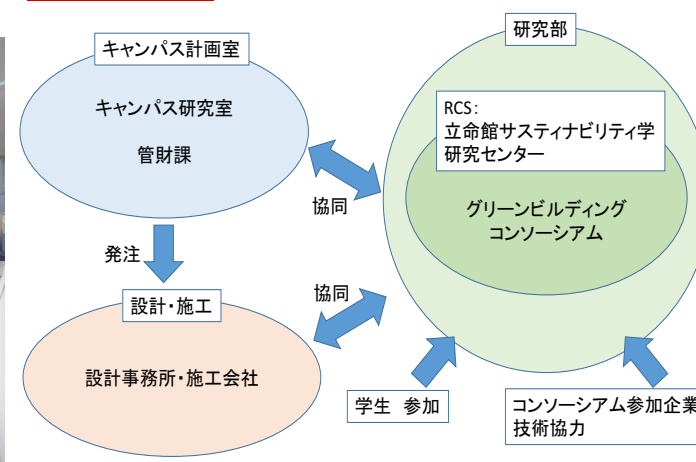 キャンパス計画室
キャンパス研究室
管財課
発注
設計・施工
設計事務所・施工会社
協同
協同
研究部
RCS：
立命館サスティナビリティ学
研究センター
グリーンビルディング
コンソーシアム
学生 参加
コンソーシアム参加企業
技術協力